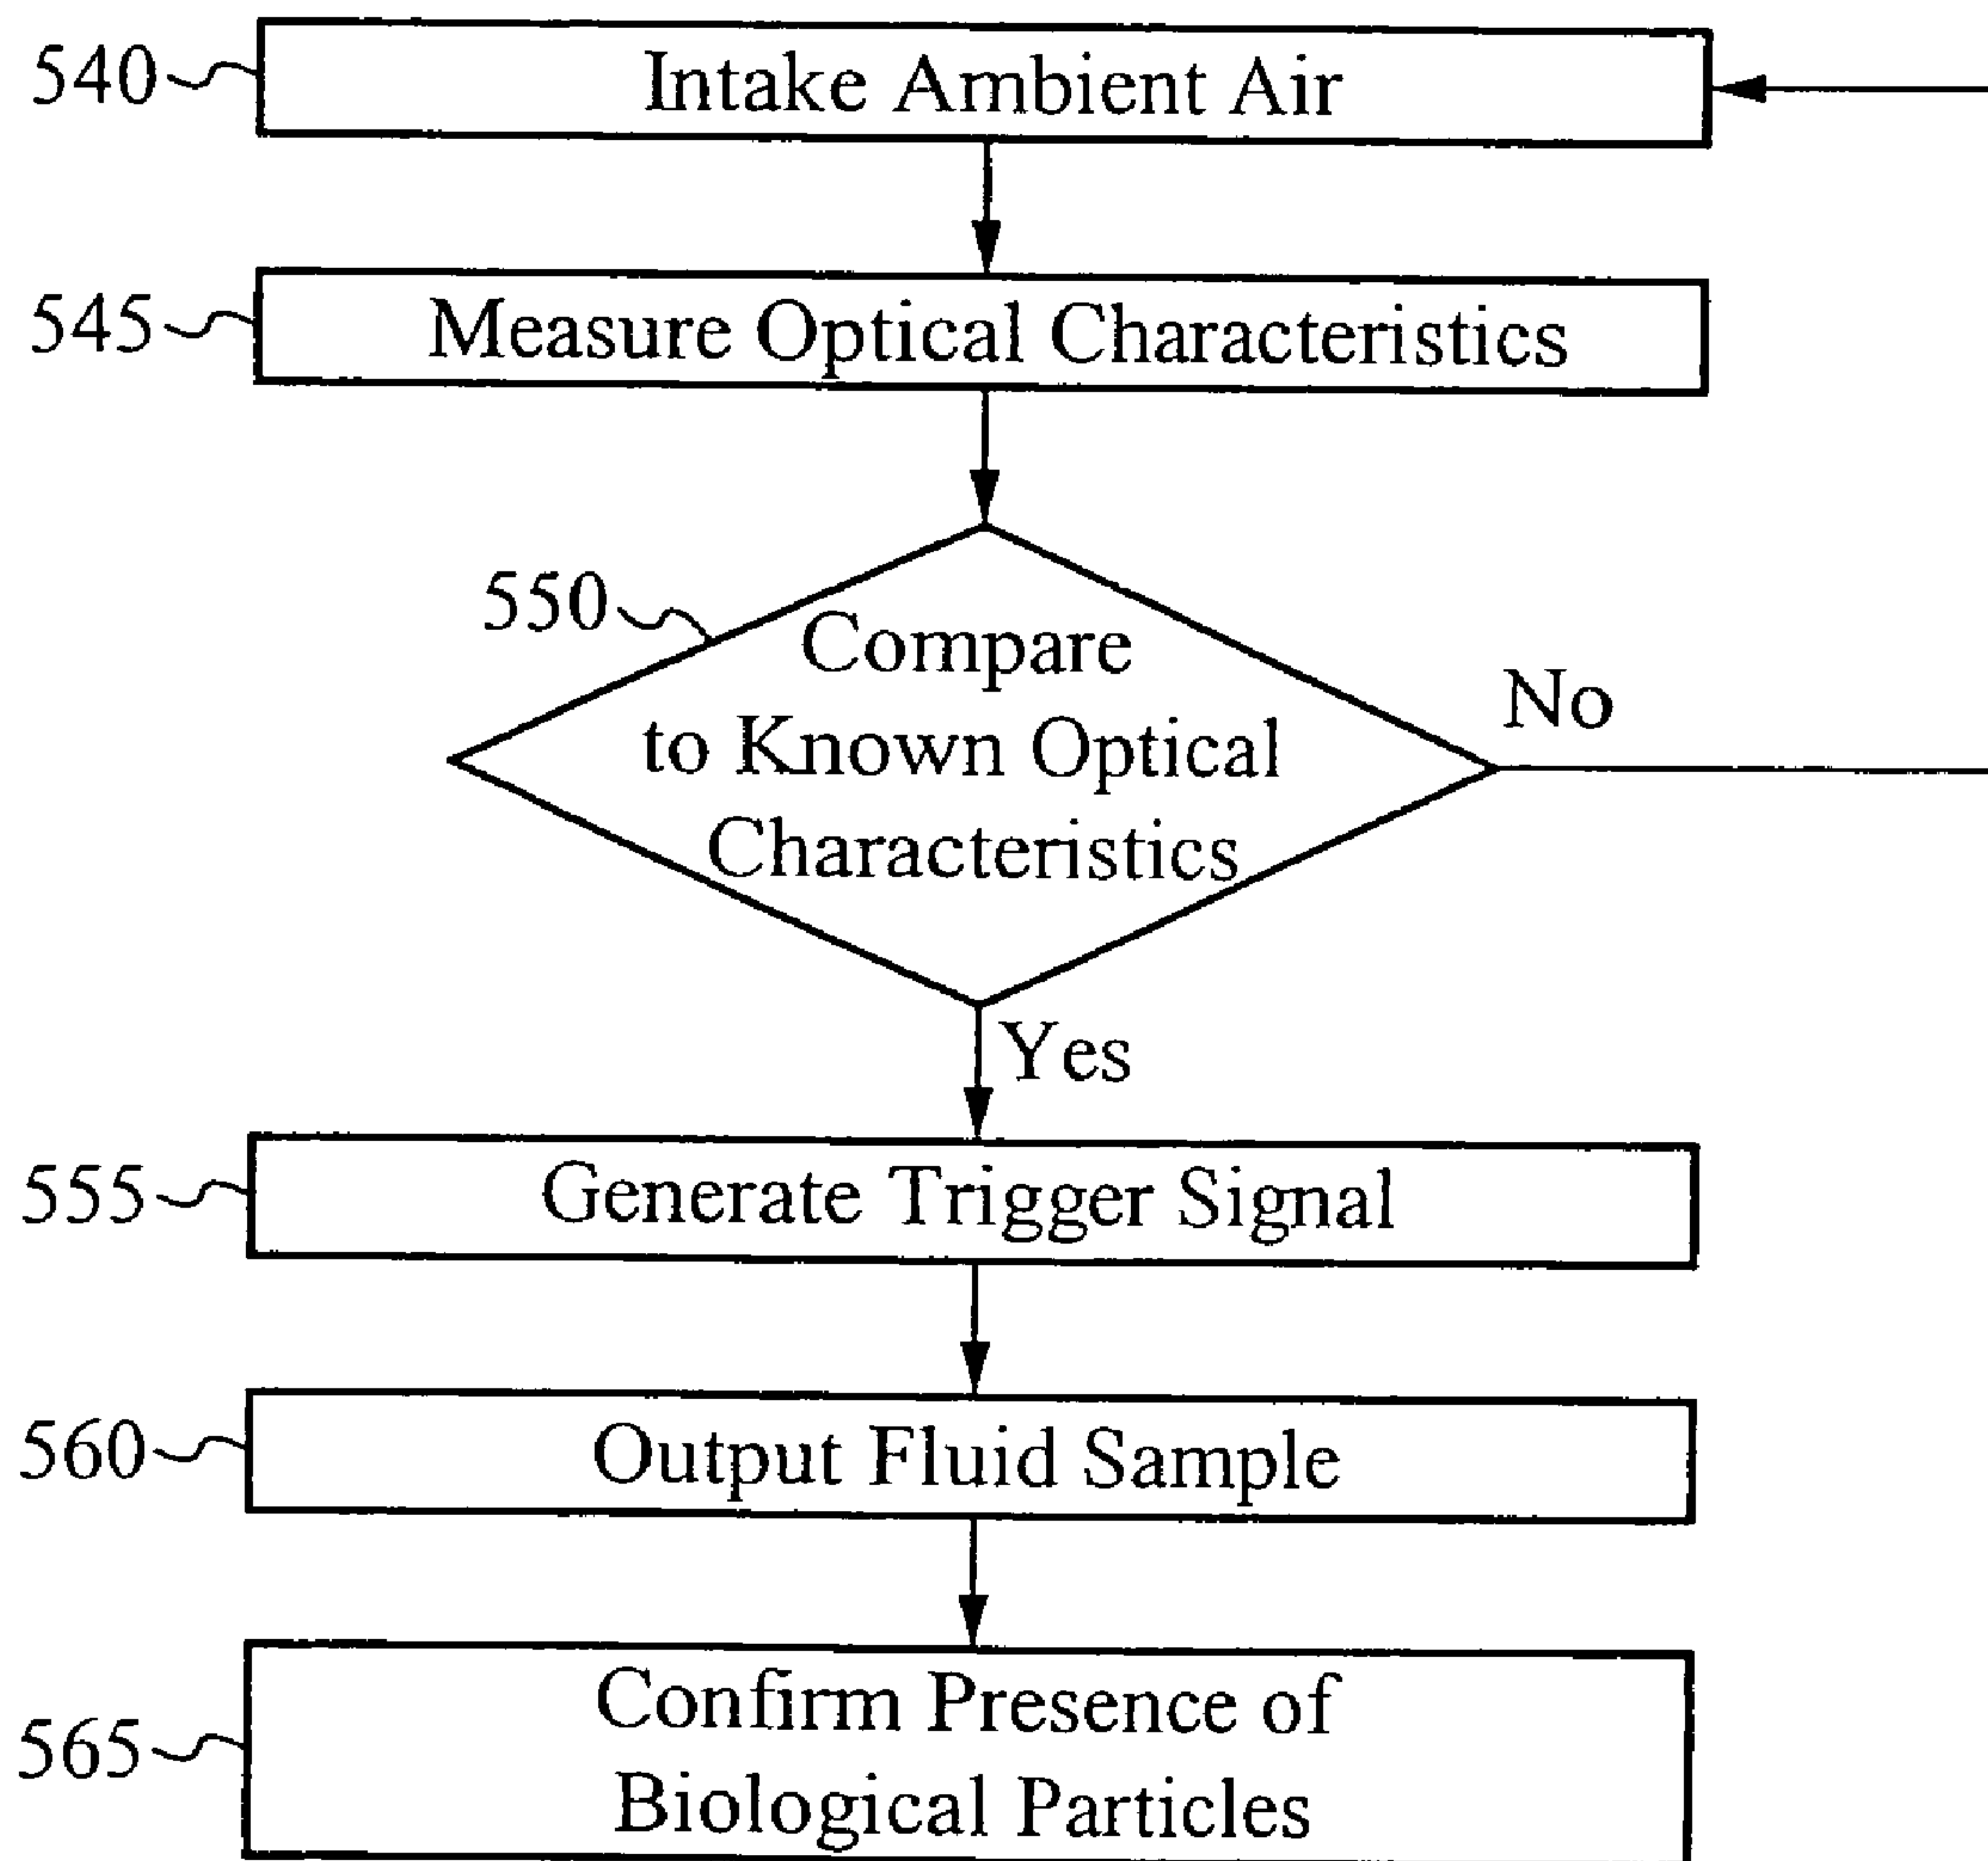 540
Intake Ambient Air
545
Measure Optical Characteristics
550
Compare
to Known Optical
Characteristics
No
Yes
555
Generate Trigger Signal
560
Output Fluid Sample
565
Confirm Presence of
Biological Particles